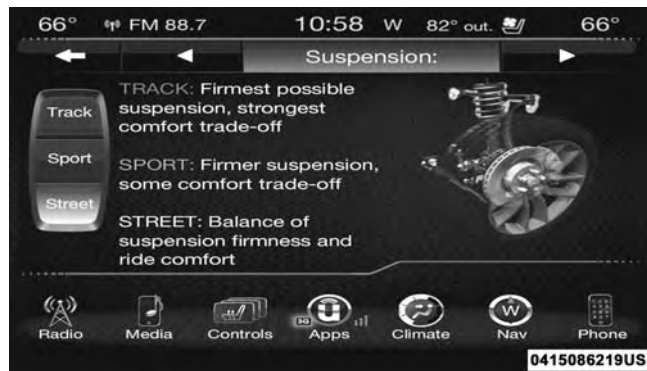 66° FM 88.7 10:58 W 82° out. 66°
Suspension:
Track
Sport
Street
TRACK: Firmest possible
suspension, strongest
comfort trade-off
SPORT: Firmer suspension,
some comfort trade-off
STREET: Balance of
suspension firmness and
ride comfort
Radio Media Controls 3G Apps Climate W Nav Phone
0415086219US